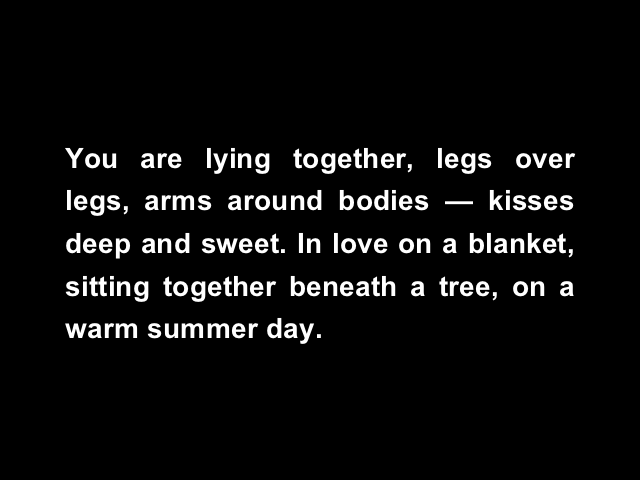 You are lying together, legs over
legs, arms around bodies — kisses
deep and sweet. In love on a blanket,
sitting together beneath a tree, on a
warm summer day.